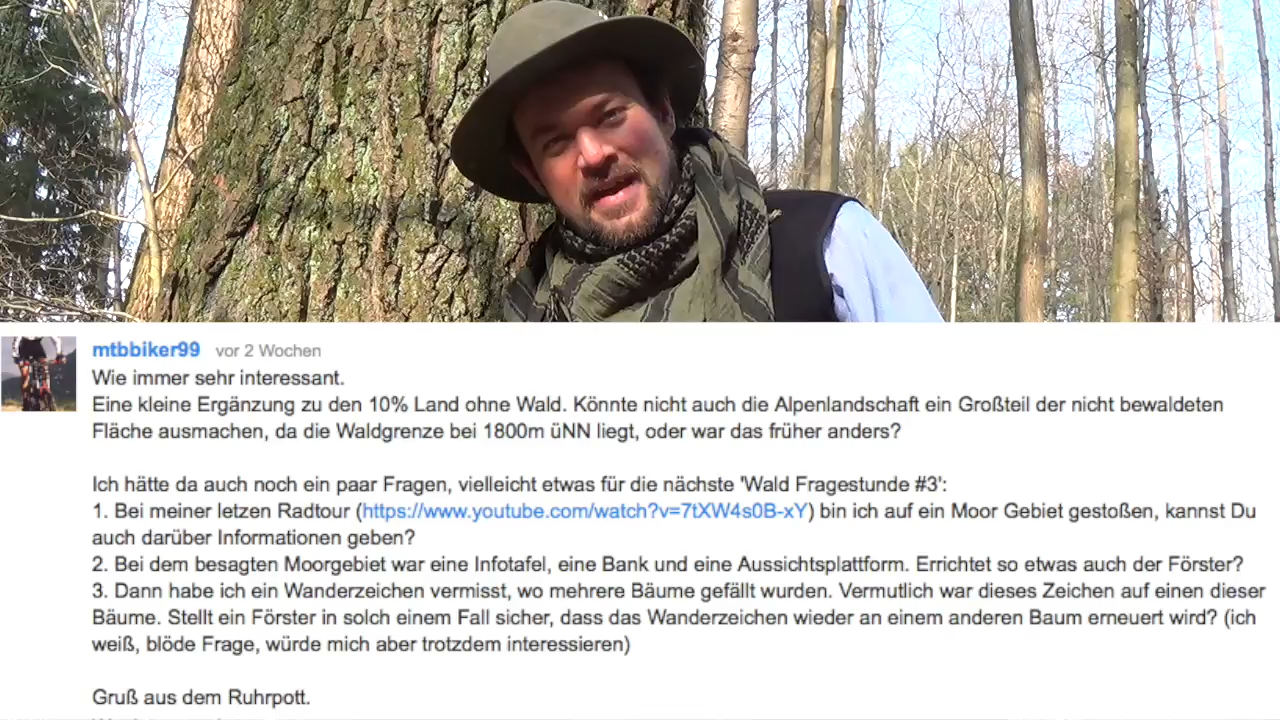 mtbbiker99 vor 2 Wochen
Wie immer sehr interessant.
Eine kleine Ergänzung zu den 10% Land ohne Wald. Könnte nicht auch die Alpenlandschaft ein Großteil der nicht bewaldeten
Fläche ausmachen, da die Waldgrenze bei 1800m üNN liegt, oder war das früher anders?
Ich hätte da auch noch ein paar Fragen, vielleicht etwas für die nächste 'Wald Fragestunde #3':
1. Bei meiner letzen Radtour (https://www.youtube.com/watch?v=7tXW4s0B-xY) bin ich auf ein Moor Gebiet gestoßen, kannst Du
auch darüber Informationen geben?
2. Bei dem besagten Moorgebiet war eine Infotafel, eine Bank und eine Aussichtsplattform. Errichtet so etwas auch der Förster?
3. Dann habe ich ein Wanderzeichen vermisst, wo mehrere Bäume gefällt wurden. Vermutlich war dieses Zeichen auf einen dieser
Bäume. Stellt ein Förster in solch einem Fall sicher, dass das Wanderzeichen wieder an einem anderen Baum erneuert wird? (ich
weiß, blöde Frage, würde mich aber trotzdem interessieren)
Gruß aus dem Ruhrpott.